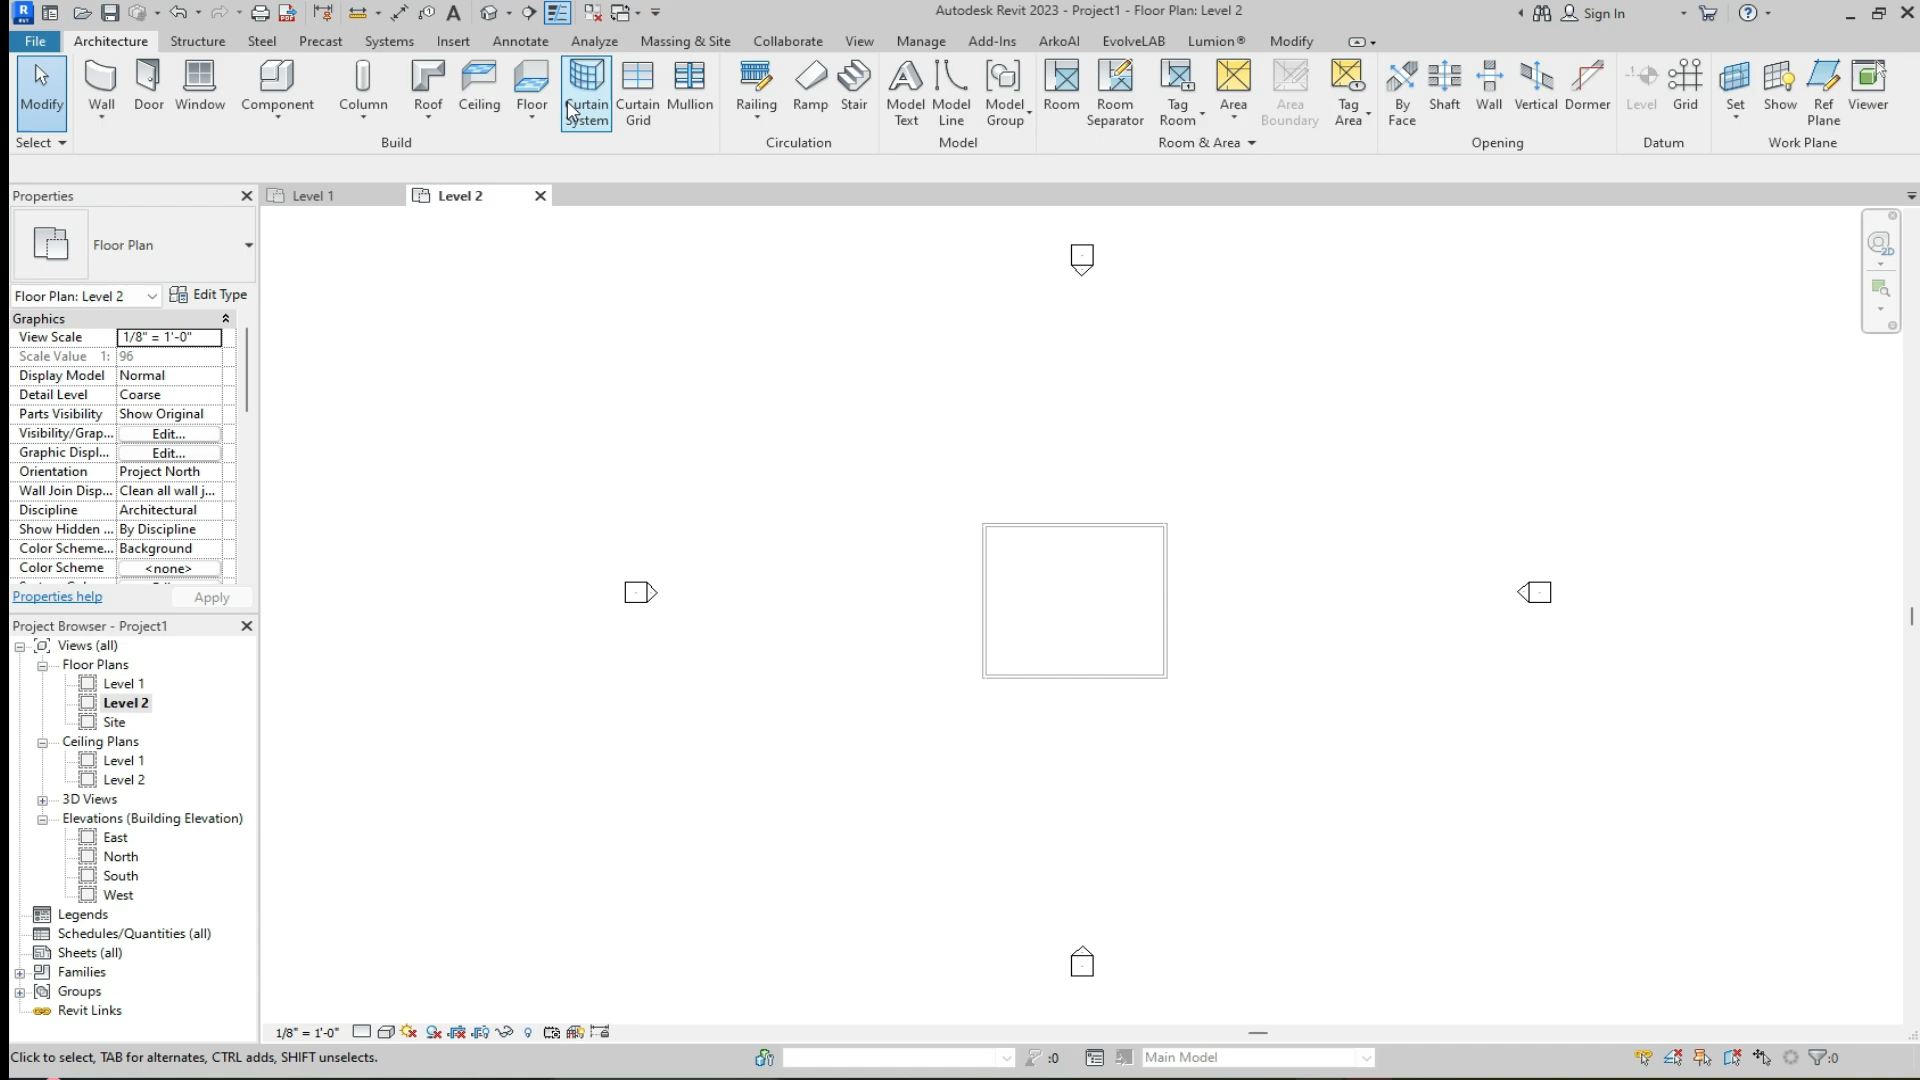 Autodesk Revit 2023 - Project1 - Floor Plan: Level 2
Sign In
File Architecture Structure Steel Precast Systems Insert Annotate Analyze Massing & Site Collaborate View Manage Add-Ins ArkoAI EvolveLAB Lumion® Modify
Modify Wall Door Window Component Column Roof Ceiling Floor Curtain System Curtain Grid Mullion Railing Ramp Stair Model Text Model Line Model Group Room Room Separator Tag Room Area Area Boundary Tag Area By Face Shaft Wall Vertical Dormer Level Grid Set Show Ref Plane Viewer
Select Build Circulation Model Room & Area Opening Datum Work Plane
Properties
Level 1
Level 2
Floor Plan
Floor Plan: Level 2
Edit Type
Graphics
View Scale 1/8" = 1'-0"
Scale Value 1: 96
Display Model Normal
Detail Level Coarse
Parts Visibility Show Original
Visibility/Grap... Edit...
Graphic Displ... Edit...
Orientation Project North
Wall Join Disp... Clean all wall j...
Discipline Architectural
Show Hidden ... By Discipline
Color Scheme... Background
Color Scheme <none>
Properties help Apply
Project Browser - Project1
Views (all)
Floor Plans
Level 1
Level 2
Site
Ceiling Plans
Level 1
Level 2
3D Views
Elevations (Building Elevation)
East
North
South
West
Legends
Schedules/Quantities (all)
Sheets (all)
Families
Groups
Revit Links
1/8" = 1'-0"
Click to select, TAB for alternates, CTRL adds, SHIFT unselects.
:0
Main Model
:0
2D